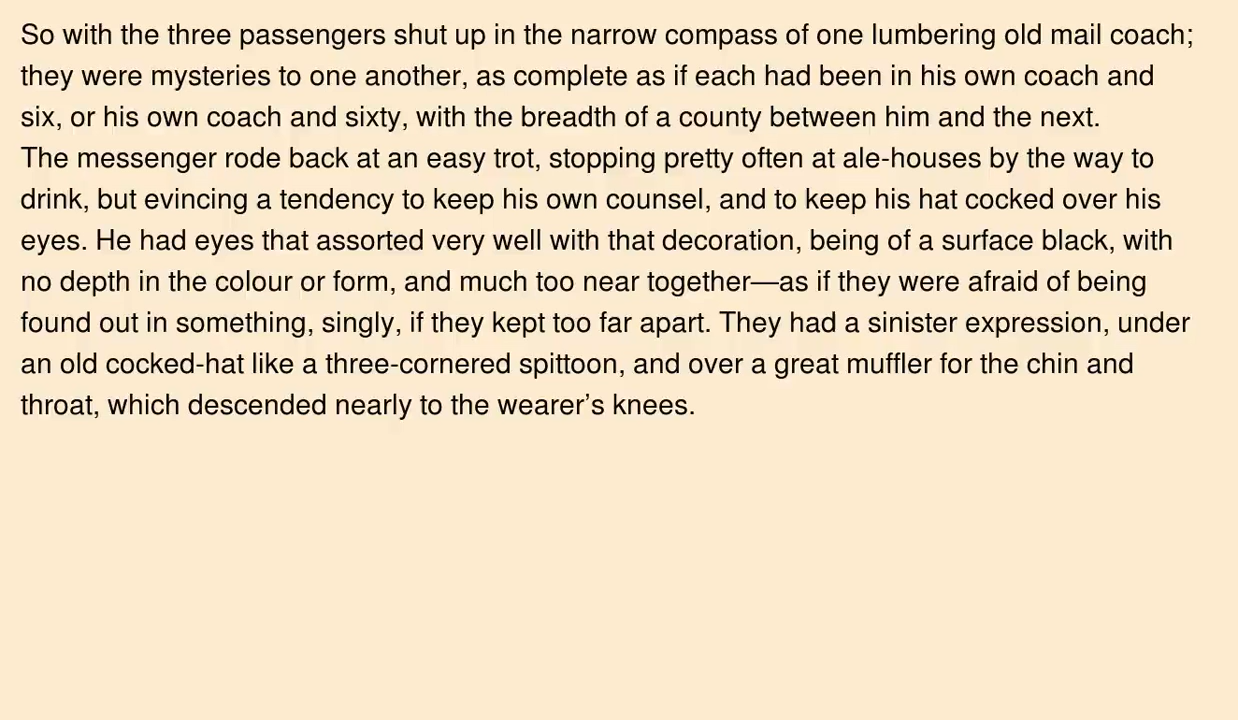 So with the three passengers shut up in the narrow compass of one lumbering old mail coach;
they were mysteries to one another, as complete as if each had been in his own coach and
six, or his own coach and sixty, with the breadth of a county between him and the next.
The messenger rode back at an easy trot, stopping pretty often at ale-houses by the way to
drink, but evincing a tendency to keep his own counsel, and to keep his hat cocked over his
eyes. He had eyes that assorted very well with that decoration, being of a surface black, with
no depth in the colour or form, and much too near together—as if they were afraid of being
found out in something, singly, if they kept too far apart. They had a sinister expression, under
an old cocked-hat like a three-cornered spittoon, and over a great muffler for the chin and
throat, which descended nearly to the wearer’s knees.